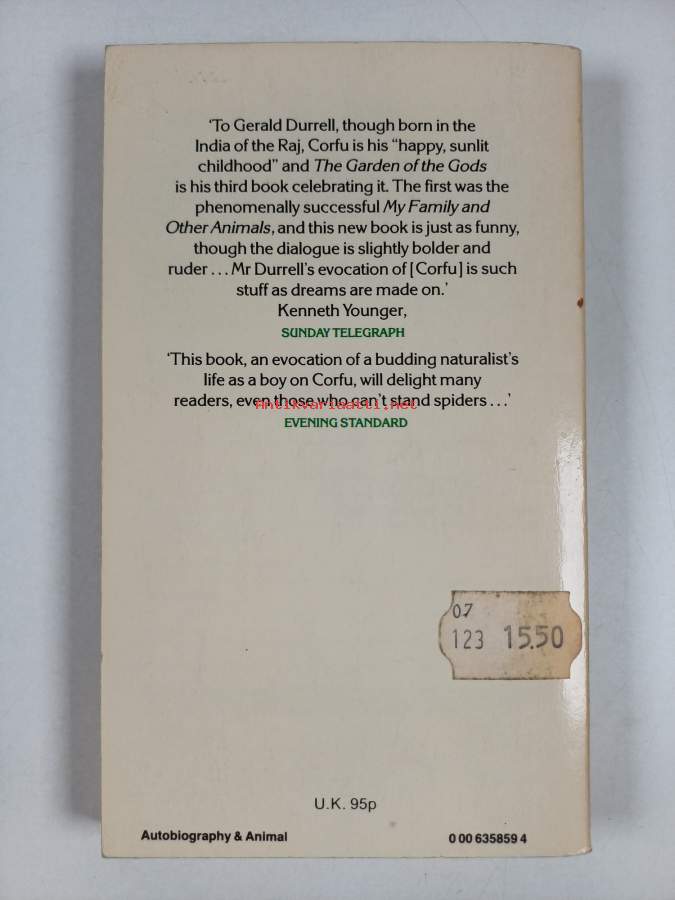 ‘To Gerald Durrell, though born in the
India of the Raj, Corfu is his “happy, sunlit
childhood” and The Garden of the Gods
is his third book celebrating it. The first was the
phenomenally successful My Family and
Other Animals, and this new book is just as funny,
though the dialogue is slightly bolder and
ruder . . . Mr Durrell’s evocation of [Corfu] is such
stuff as dreams are made on.’
Kenneth Younger,
SUNDAY TELEGRAPH
‘This book, an evocation of a budding naturalist’s
life as a boy on Corfu, will delight many
readers, even those who can’t stand spiders . . .’
Antikvariaatti.net
EVENING STANDARD
07
123 15.50
U.K. 95p
Autobiography & Animal 0 00 635859 4